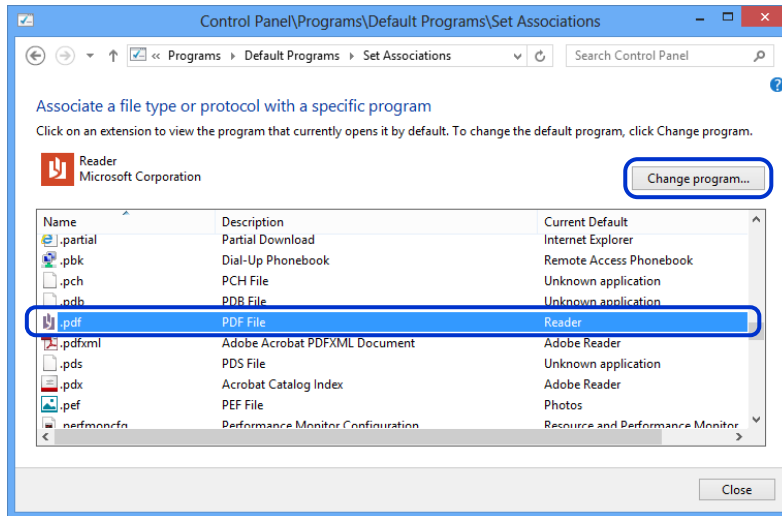 Control Panel\Programs\Default Programs\Set Associations
« Programs Default Programs Set Associations Search Control Panel
Associate a file type or protocol with a specific program
Click on an extension to view the program that currently opens it by default. To change the default program, click Change program.
Reader
Microsoft Corporation
Change program...
Name Description Current Default
.partial Partial Download Internet Explorer
.pbk Dial-Up Phonebook Remote Access Phonebook
.pch PCH File Unknown application
.pdb PDB File Unknown application
.pdf PDF File Reader
.pdfxml Adobe Acrobat PDFXML Document Adobe Reader
.pds PDS File Unknown application
.pdx Acrobat Catalog Index Adobe Reader
.pef PEF File Photos
.perfmoncfg Performance Monitor Configuration Resource and Performance Monitor
Close